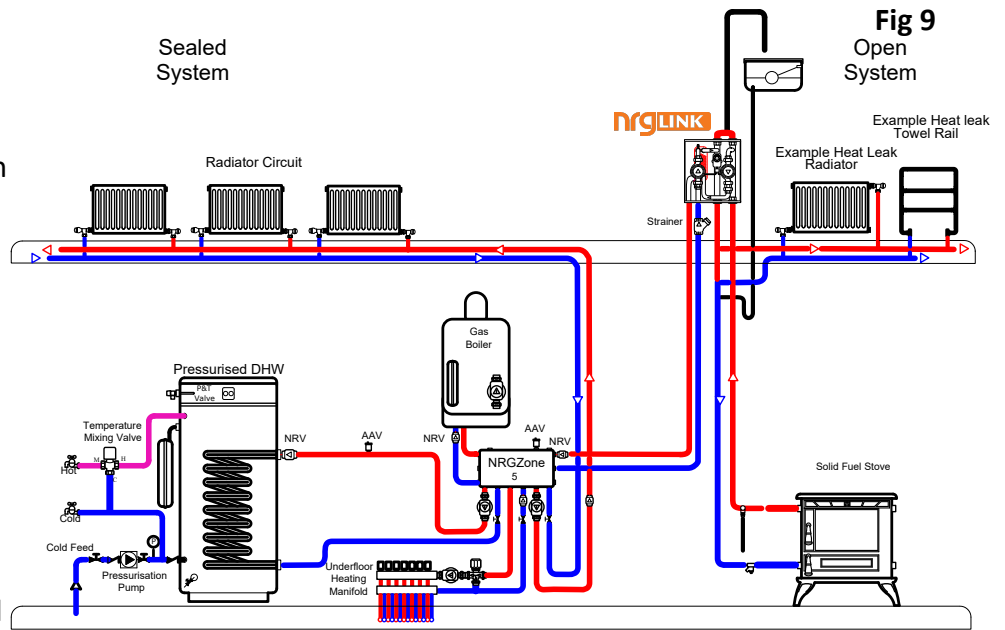 Fig 9
Sealed
System
Open
System
nrgLINK
Example Heat leak
Towel Rail
Example Heat Leak
Radiator
Radiator Circuit
Strainer
Gas
Boiler
Pressurised DHW
P&T
Valve
Temperature
Mixing Valve
NRV
AAV
NRV
AAV
NRV
M
H
C
Hot
NRGZone
5
Solid Fuel Stove
Cold
Cold Feed
Pressurisation
Pump
P
Underfloor
Heating
Manifold